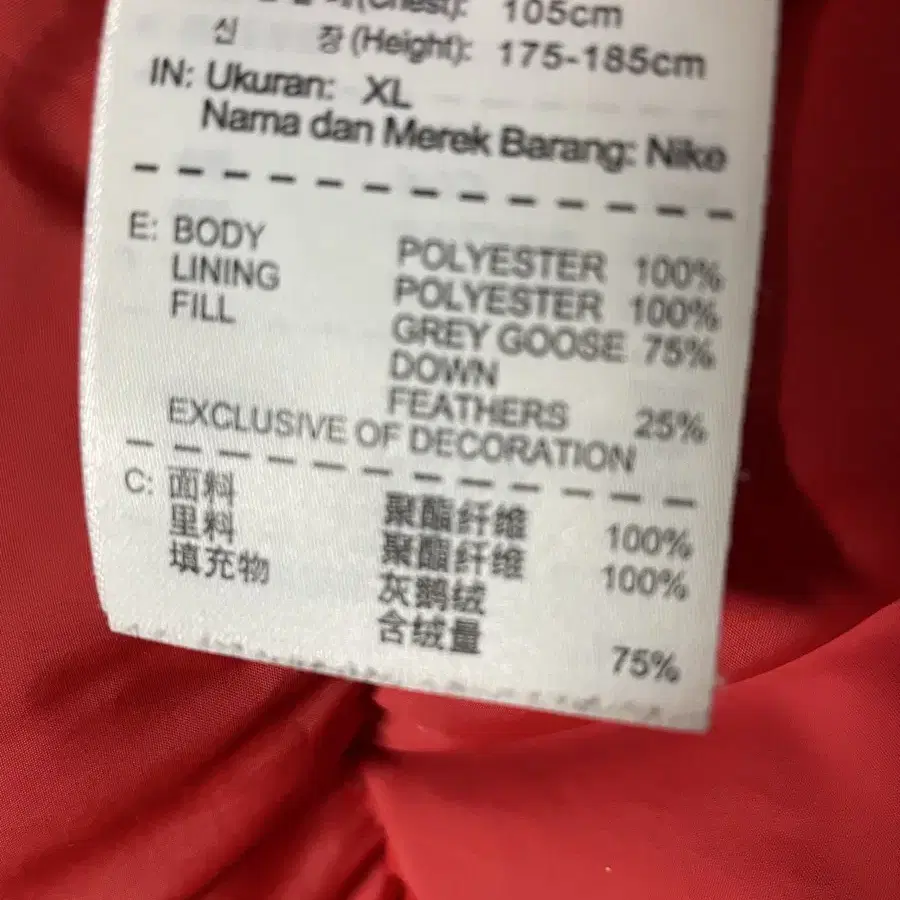 (Chest): 105cm
신 장 (Height): 175-185cm
IN: Ukuran: XL
Nama dan Merek Barang: Nike
E: BODY POLYESTER 100%
LINING POLYESTER 100%
FILL GREY GOOSE 75%
DOWN
FEATHERS 25%
EXCLUSIVE OF DECORATION
C: 面料 聚酯纤维 100%
里料 聚酯纤维 100%
填充物 灰鹅绒
含绒量 75%